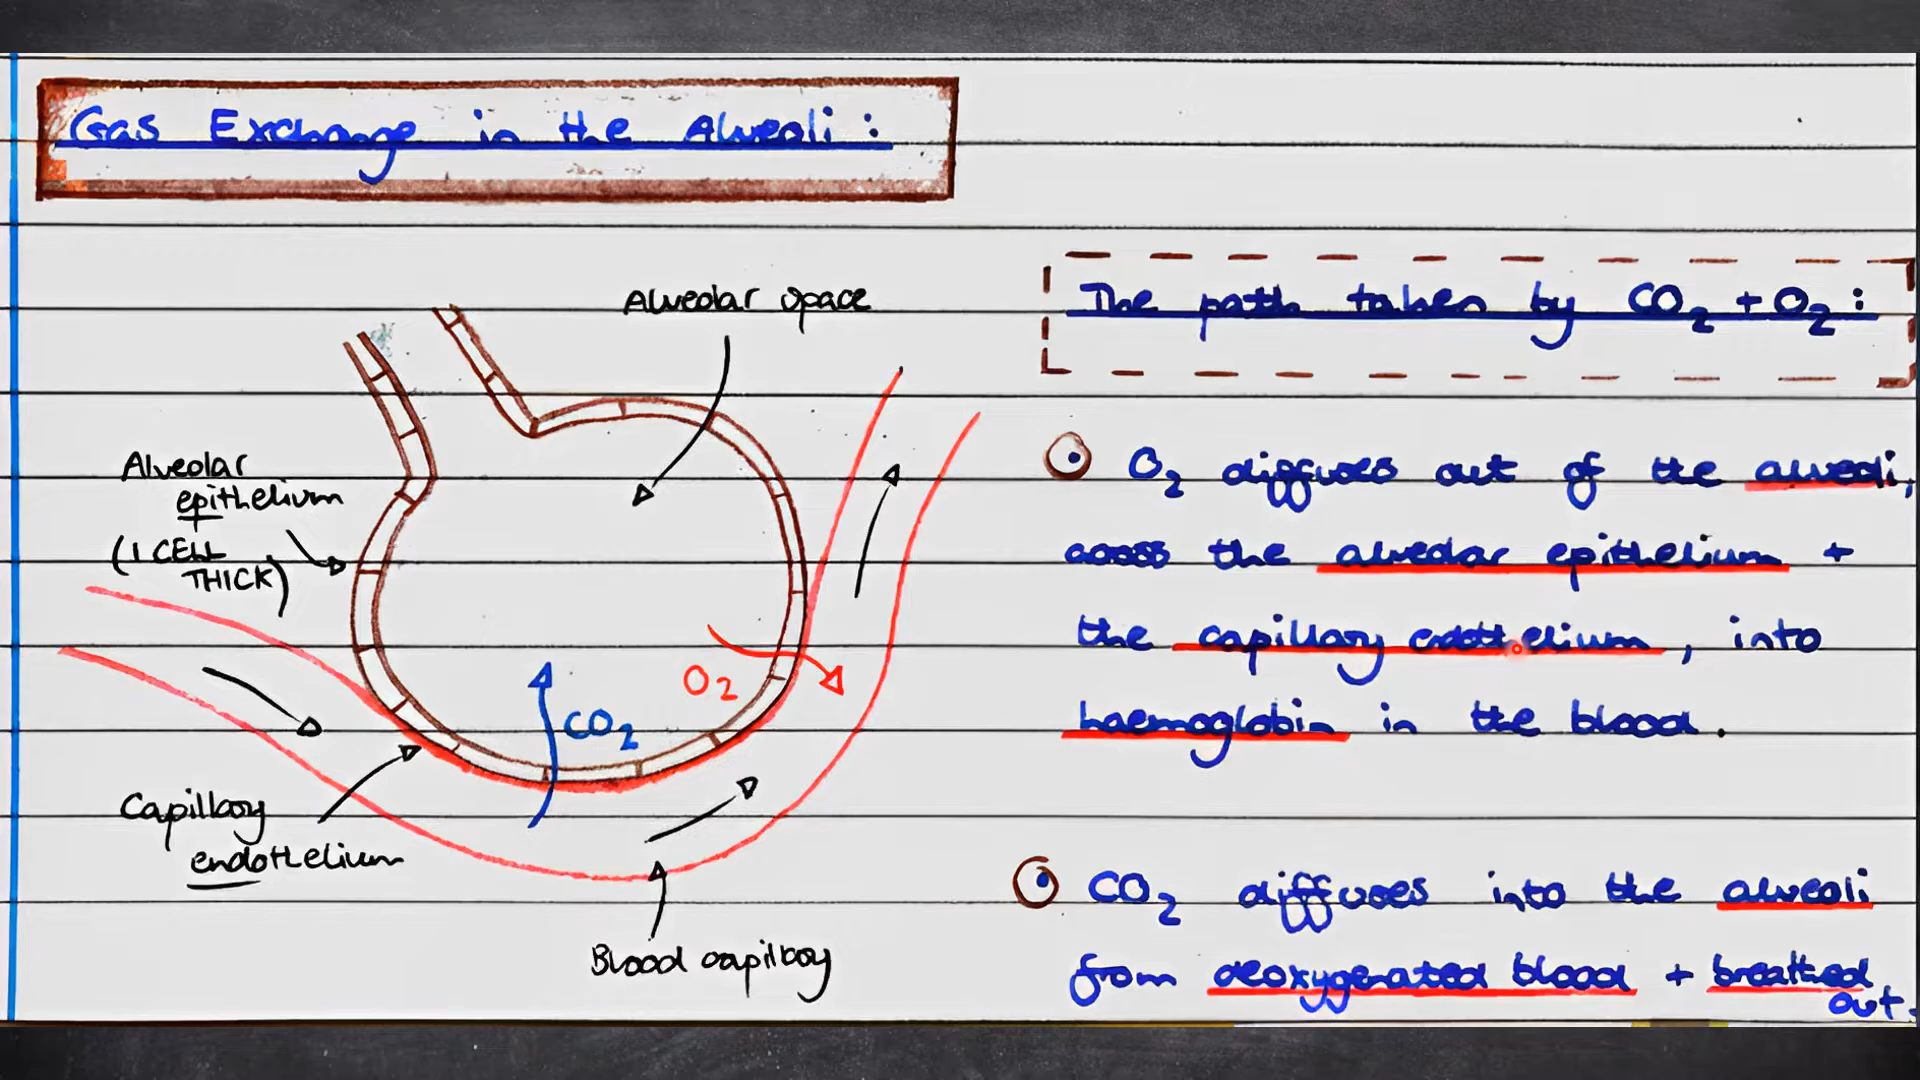 Gas Exchange in the Alveoli:
Alveolar space
Alveolar
epithelium
(1 CELL
THICK)
O2
CO2
Capillary
endothelium
Blood capillary
The path taken by CO2 + O2:
O2 diffuses out of the alveoli,
across the alveolar epithelium +
the capillary endothelium, into
haemoglobin in the blood.
CO2 diffuses into the alveoli
from deoxygenated blood + breathed
out.